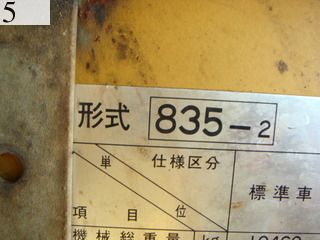 5
形式 835-2
単 仕様区分
標準車
項目 位
機械総重量 kg